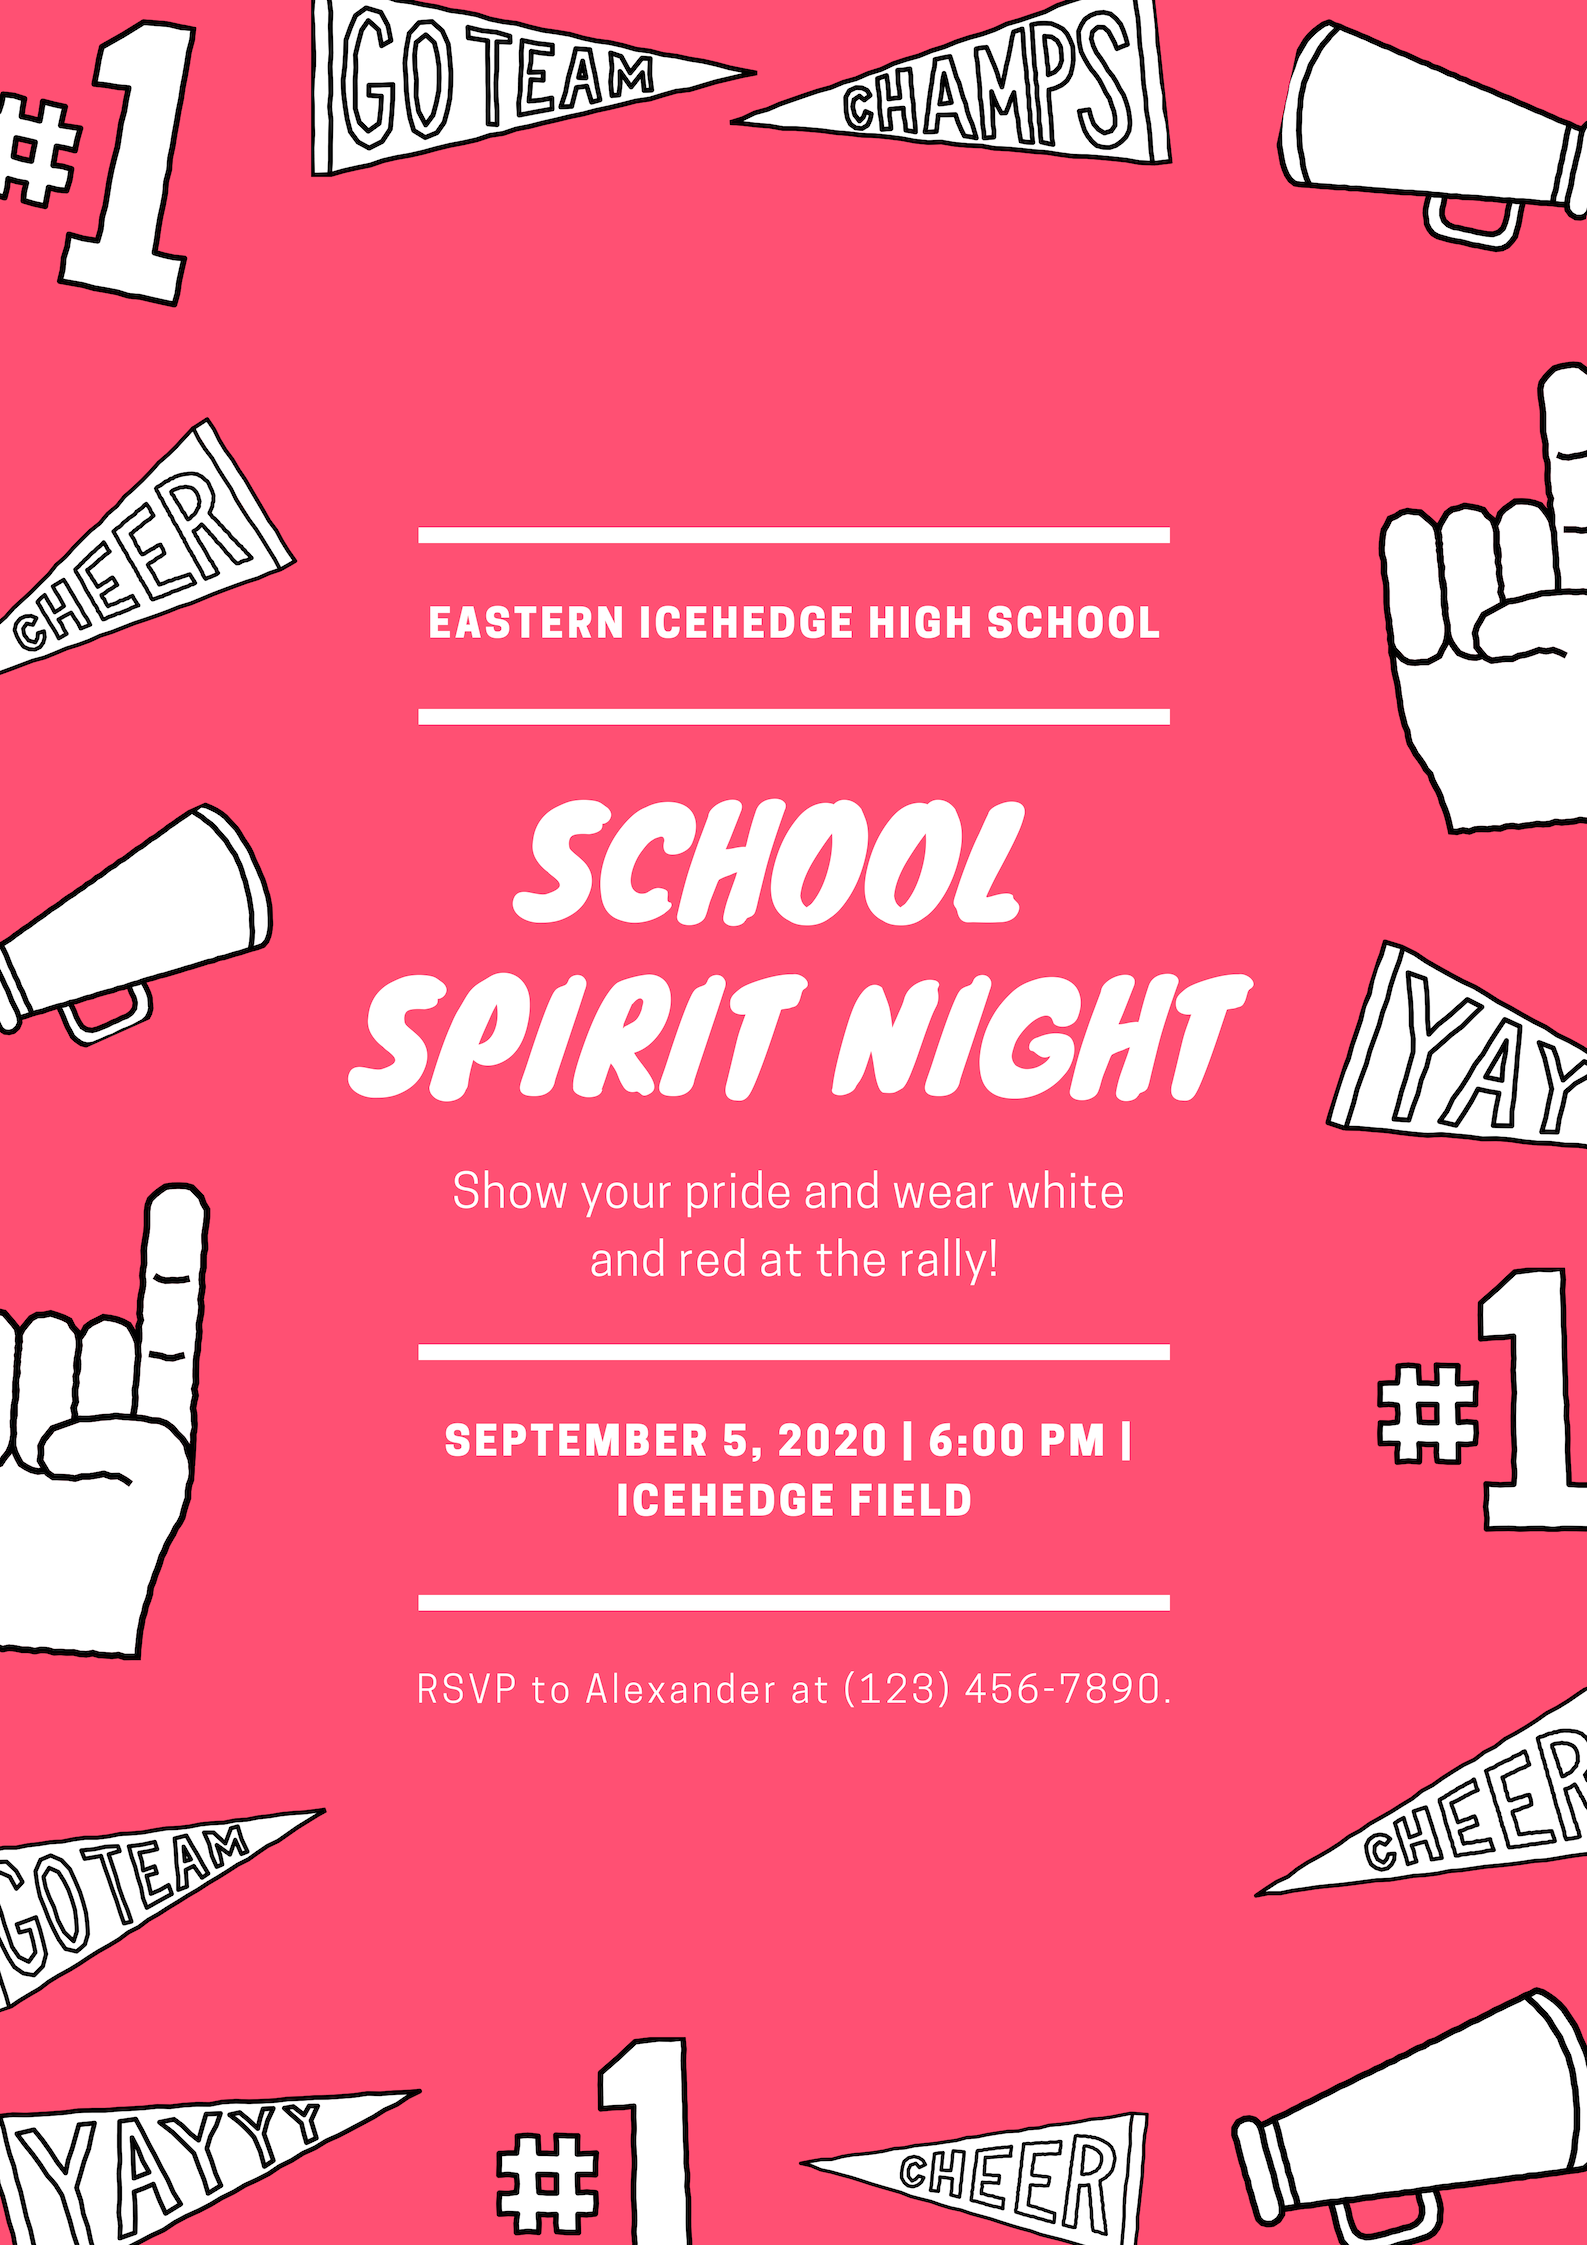 #1
GO TEAM
CHAMPS
CHEER
EASTERN ICEHEDGE HIGH SCHOOL
SCHOOL
SPIRIT NIGHT
YAY
Show your pride and wear white
and red at the rally!
#1
SEPTEMBER 5, 2020 | 6:00 PM |
ICEHEDGE FIELD
RSVP to Alexander at (123) 456-7890.
CHEER
GO TEAM
YAYYY
#1
CHEER